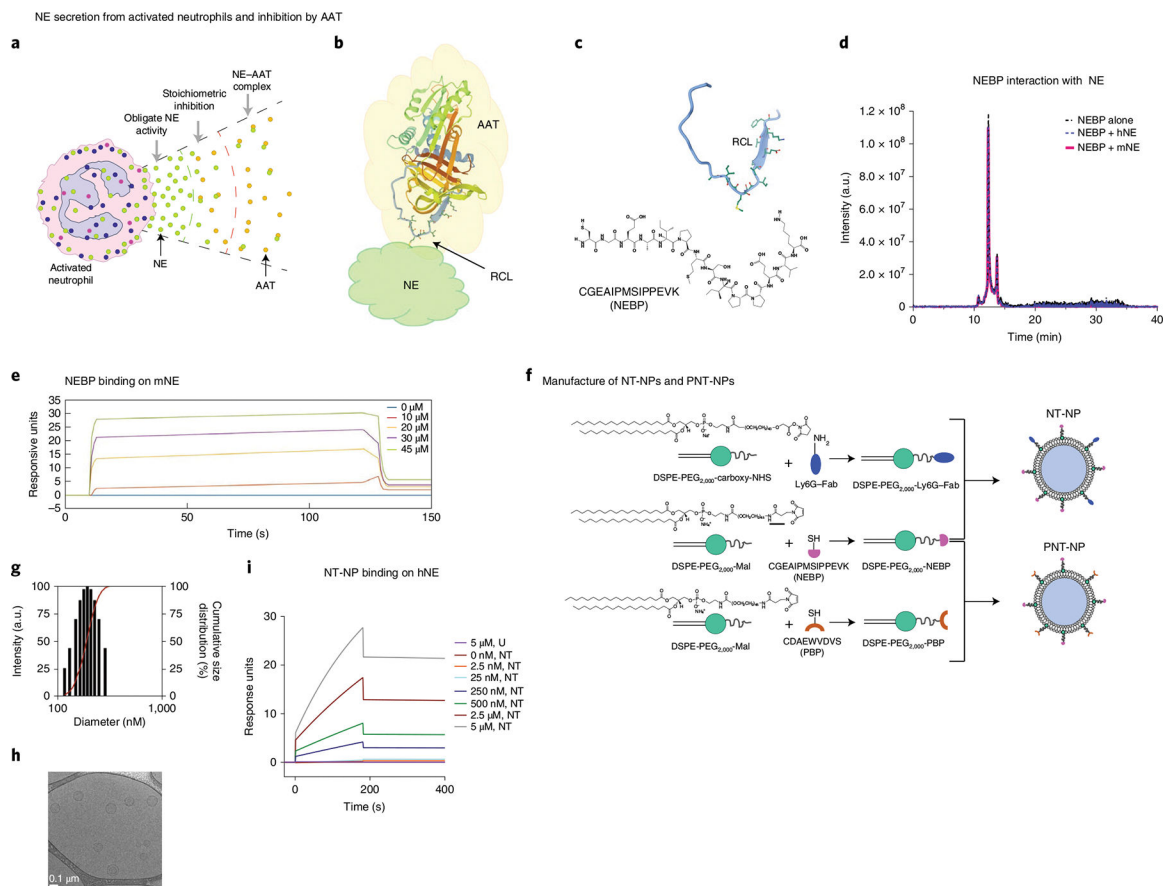 NE secretion from activated neutrophils and inhibition by AAT
a
NE–AAT
complex
Stoichiometric
inhibition
Obligate NE
activity
Activated
neutrophil
NE
AAT
b
AAT
NE
RCL
c
RCL
CGEAIPMSIPPEVK
(NEBP)
d
NEBP interaction with NE
NEBP alone
NEBP + hNE
NEBP + mNE
Intensity (a.u.)
1.2 × 10⁸
1.0 × 10⁸
8.0 × 10⁷
6.0 × 10⁷
4.0 × 10⁷
2.0 × 10⁷
0
0 10 20 30 40
Time (min)
e
NEBP binding on mNE
Responsive units
35
30
25
20
15
10
5
0
−5
0 50 100 150
Time (s)
0 μM
10 μM
20 μM
30 μM
45 μM
f
Manufacture of NT-NPs and PNT-NPs
NH₂
DSPE-PEG₂,₀₀₀-carboxy-NHS
+
Ly6G–Fab
DSPE-PEG₂,₀₀₀-Ly6G–Fab
SH
DSPE-PEG₂,₀₀₀-Mal
+
CGEAIPMSIPPEVK
(NEBP)
DSPE-PEG₂,₀₀₀-NEBP
SH
DSPE-PEG₂,₀₀₀-Mal
+
CDAEWVDVS
(PBP)
DSPE-PEG₂,₀₀₀-PBP
NT-NP
PNT-NP
g
Intensity (a.u.)
100
75
50
25
0
100
75
50
25
0
Cumulative size
distribution (%)
100 1,000
Diameter (nM)
h
0.1 μm
i
NT-NP binding on hNE
Response units
30
20
10
0
0 200 400
Time (s)
5 μM, U
0 nM, NT
2.5 nM, NT
25 nM, NT
250 nM, NT
500 nM, NT
2.5 μM, NT
5 μM, NT